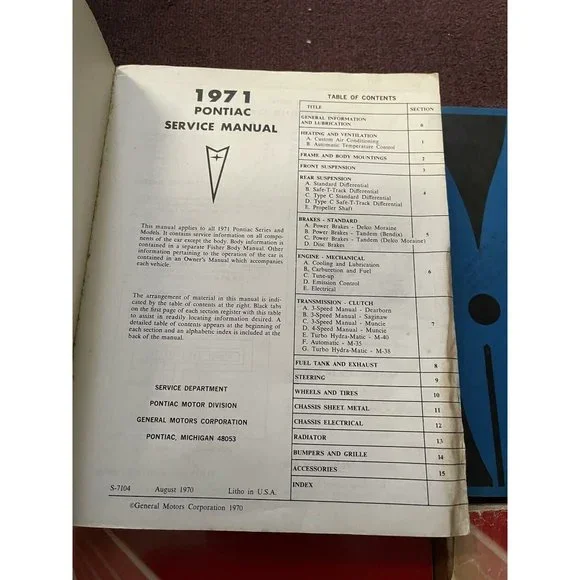 1971
PONTIAC
SERVICE MANUAL
This manual applies to all 1971 Pontiac Series and
Models. It contains service information on all compo-
nents of the car except the body. Body information is
contained in a separate Fisher Body Manual. Other
information pertaining to the operation of the car is
contained in an Owner's Manual which accompanies
each vehicle.
The arrangement of material in this manual is indi-
cated by the table of contents at the right. Black tabs
on the first page of each section register with this table
to assist in readily locating information desired. A
detailed table of contents appears at the beginning of
each section and an alphabetic index is included at the
back of the manual.
SERVICE DEPARTMENT
PONTIAC MOTOR DIVISION
GENERAL MOTORS CORPORATION
PONTIAC, MICHIGAN 48053
S-7104 August 1970 Litho in U.S.A.
©General Motors Corporation 1970
TABLE OF CONTENTS
TITLE SECTION
GENERAL INFORMATION
AND LUBRICATION 0
HEATING AND VENTILATION 1
A. Custom Air Conditioning
B. Automatic Temperature Control
FRAME AND BODY MOUNTINGS 2
FRONT SUSPENSION 3
REAR SUSPENSION 4
A. Standard Differential
B. Safe-T-Track Differential
C. Type C Standard Differential
D. Type C Safe-T-Track Differential
E. Propeller Shaft
BRAKES - STANDARD 5
A. Power Brakes - Delco Moraine
B. Power Brakes - Tandem (Bendix)
C. Power Brakes - Tandem (Delco Moraine)
D. Disc Brakes
ENGINE - MECHANICAL 6
A. Cooling and Lubrication
B. Carburetion and Fuel
C. Tune-up
D. Emission Control
E. Electrical
TRANSMISSION - CLUTCH 7
A. 3-Speed Manual - Dearborn
B. 3-Speed Manual - Saginaw
C. 3-Speed Manual - Muncie
D. 4-Speed Manual - Muncie
E. Turbo Hydra-Matic - M-40
F. Automatic - M-35
G. Turbo Hydra-Matic - M-38
FUEL TANK AND EXHAUST 8
STEERING 9
WHEELS AND TIRES 10
CHASSIS SHEET METAL 11
CHASSIS ELECTRICAL 12
RADIATOR 13
BUMPERS AND GRILLE 14
ACCESSORIES 15
INDEX